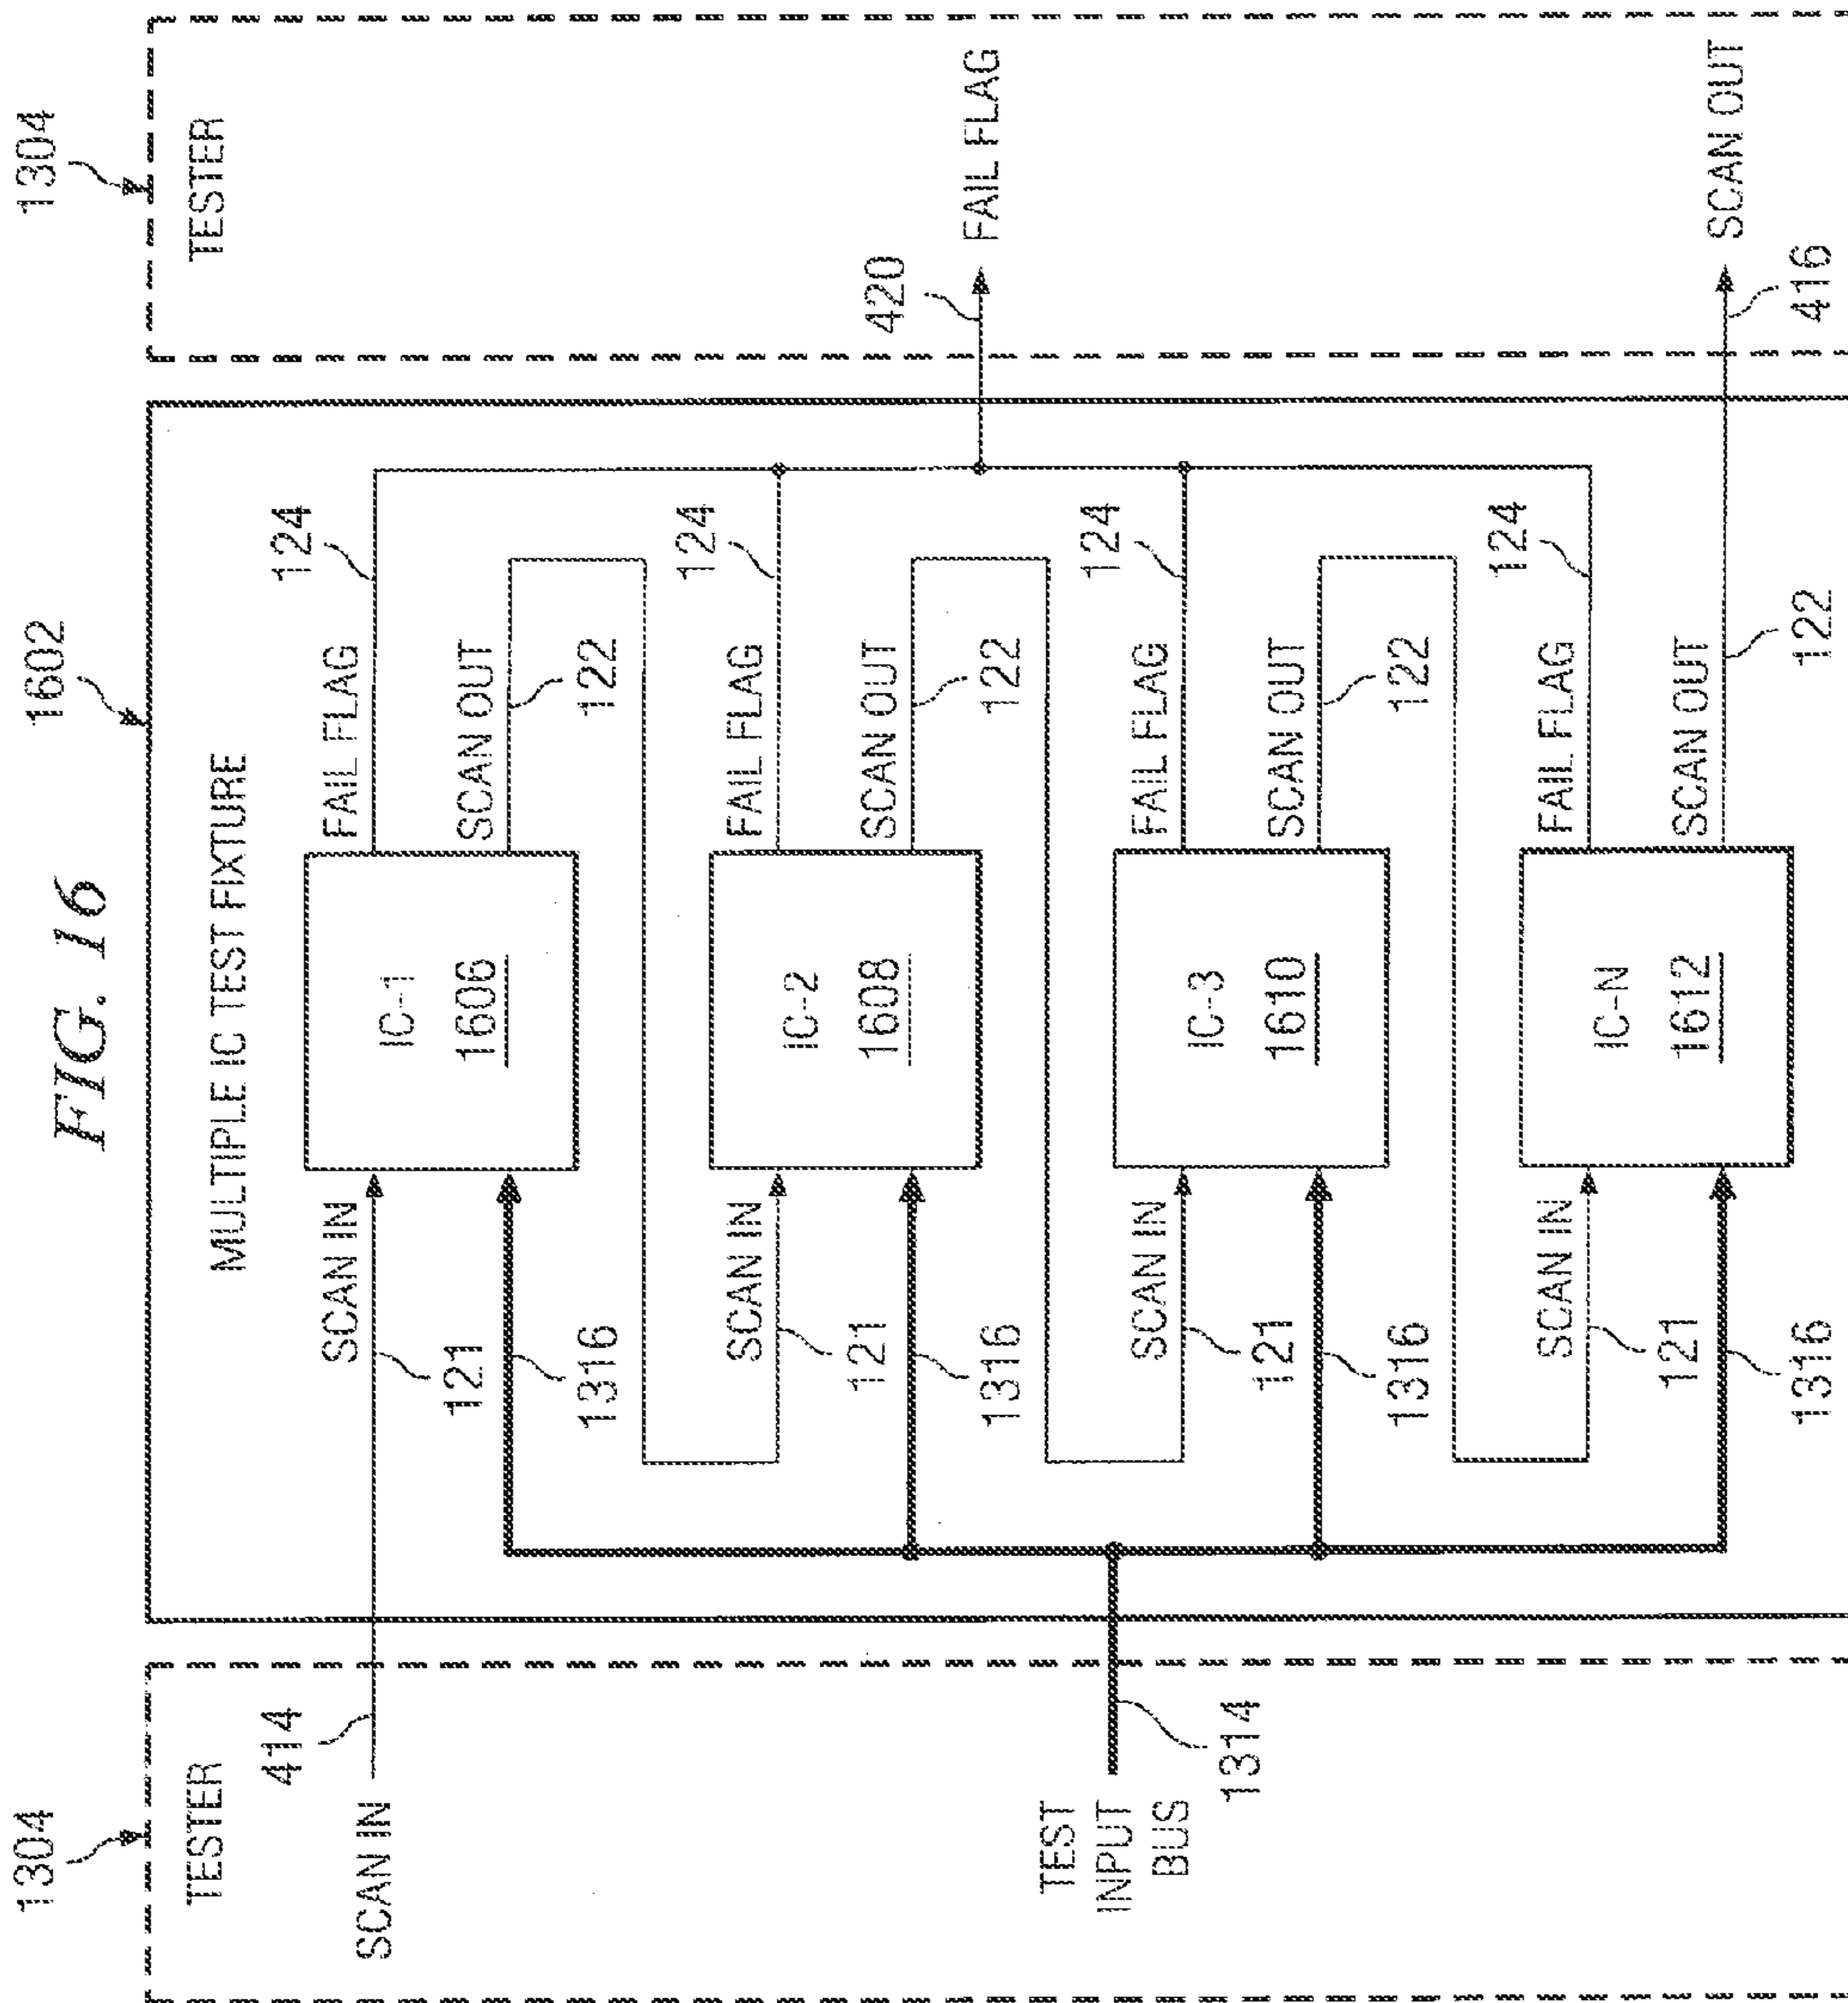 FIG. 16
1304
1602
1304
TESTER
MULTIPLE IC TEST FIXTURE
TESTER
414
SCAN IN
SCAN IN
121
1316
IC-1
1606
FAIL FLAG
124
SCAN OUT
122
SCAN IN
121
1316
IC-2
1608
FAIL FLAG
124
SCAN OUT
122
420
FAIL FLAG
TEST
INPUT
BUS
1314
SCAN IN
121
1316
IC-3
1610
FAIL FLAG
124
SCAN OUT
122
SCAN IN
121
1316
IC-N
1612
FAIL FLAG
124
SCAN OUT
122
SCAN OUT
416